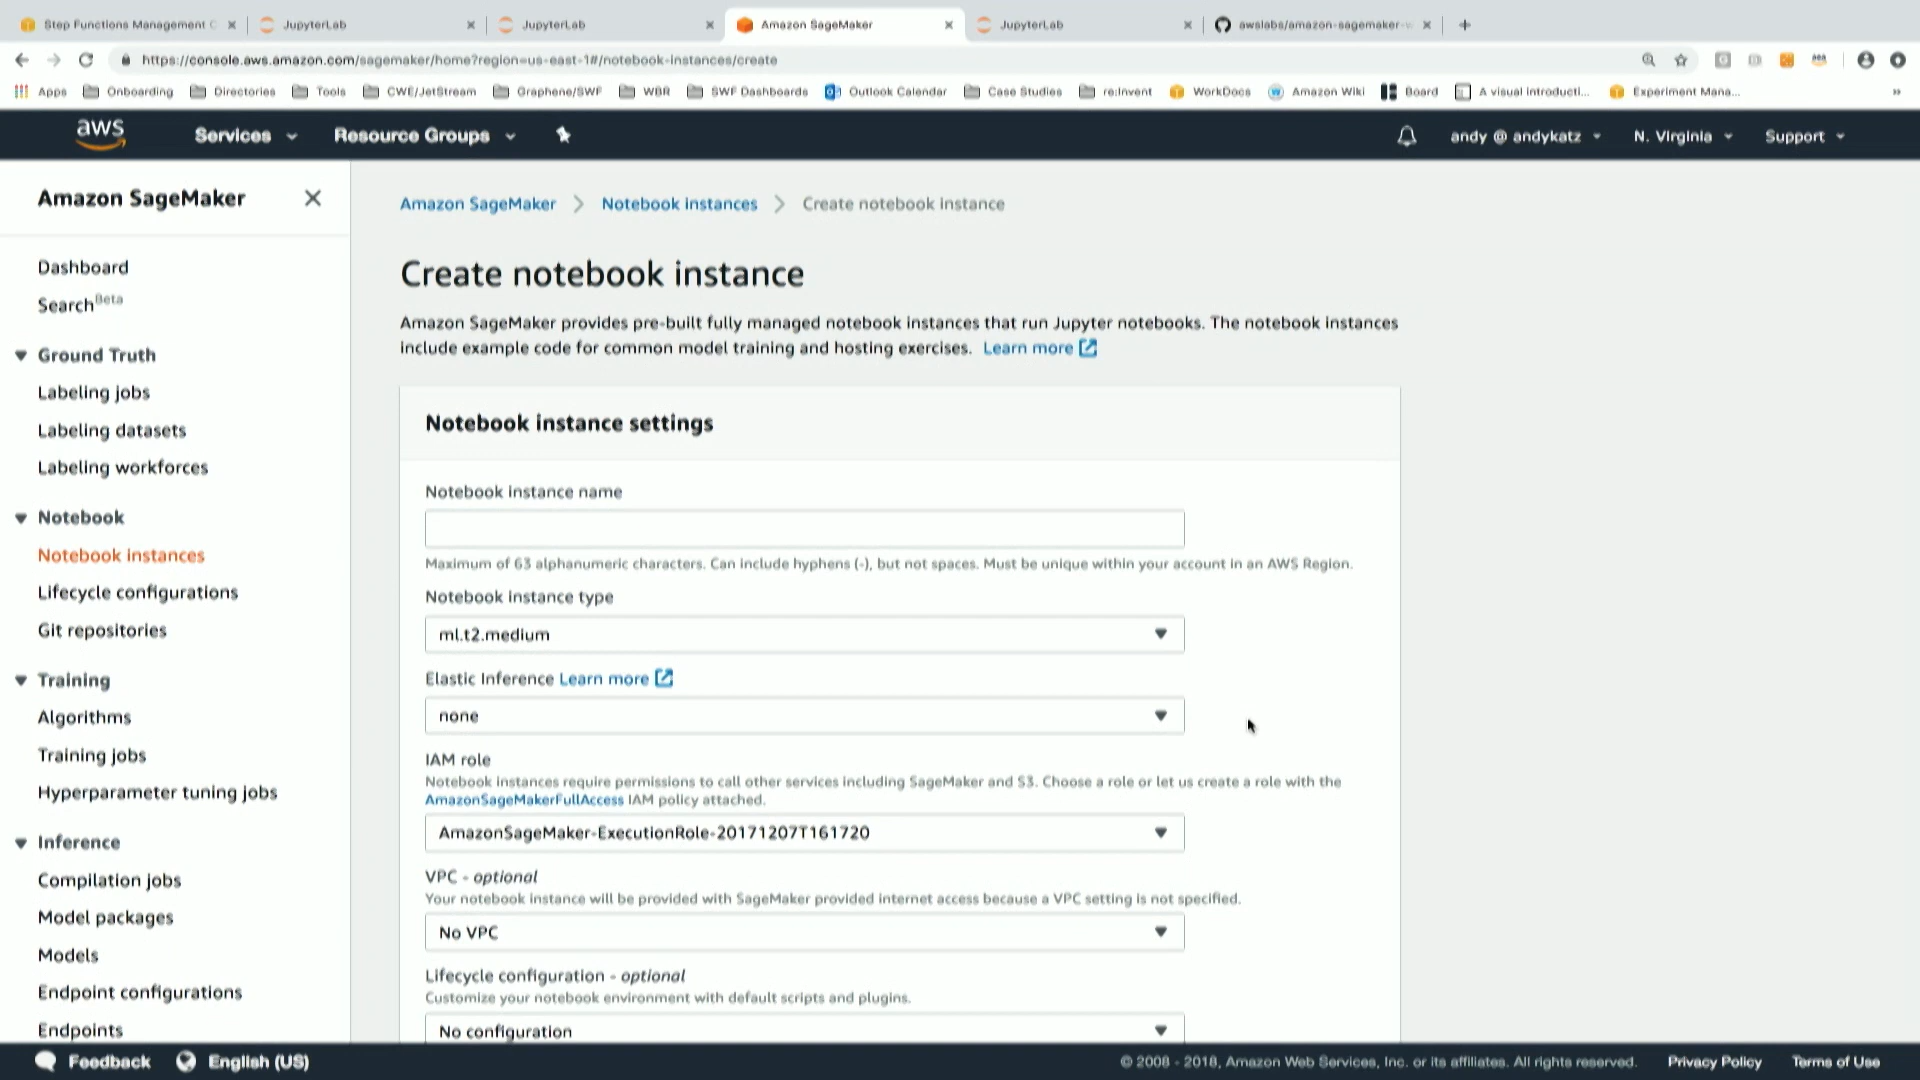 Step Functions Management C
JupyterLab
JupyterLab
Amazon SageMaker
JupyterLab
awslabs/amazon-sagemaker-w
https://console.aws.amazon.com/sagemaker/home?region=us-east-1#/notebook-instances/create
Apps
Onboarding
Directories
Tools
CWE/JetStream
Graphene/SWF
WBR
SWF Dashboards
Outlook Calendar
Case Studies
re:Invent
WorkDocs
Amazon Wiki
Board
A visual introducti...
Experiment Mana...
»
aws
Services
Resource Groups
andy @ andykatz
N. Virginia
Support
Amazon SageMaker
Dashboard
Search Beta
Ground Truth
Labeling jobs
Labeling datasets
Labeling workforces
Notebook
Notebook instances
Lifecycle configurations
Git repositories
Training
Algorithms
Training jobs
Hyperparameter tuning jobs
Inference
Compilation jobs
Model packages
Models
Endpoint configurations
Endpoints
Amazon SageMaker > Notebook instances > Create notebook instance
Create notebook instance
Amazon SageMaker provides pre-built fully managed notebook instances that run Jupyter notebooks. The notebook instances
include example code for common model training and hosting exercises. Learn more
Notebook instance settings
Notebook instance name
Maximum of 63 alphanumeric characters. Can include hyphens (-), but not spaces. Must be unique within your account in an AWS Region.
Notebook instance type
ml.t2.medium
Elastic Inference Learn more
none
IAM role
Notebook instances require permissions to call other services including SageMaker and S3. Choose a role or let us create a role with the
AmazonSageMakerFullAccess IAM policy attached.
AmazonSageMaker-ExecutionRole-20171207T161720
VPC - optional
Your notebook instance will be provided with SageMaker provided internet access because a VPC setting is not specified.
No VPC
Lifecycle configuration - optional
Customize your notebook environment with default scripts and plugins.
No configuration
Feedback
English (US)
© 2008 - 2018, Amazon Web Services, Inc. or its affiliates. All rights reserved.
Privacy Policy
Terms of Use